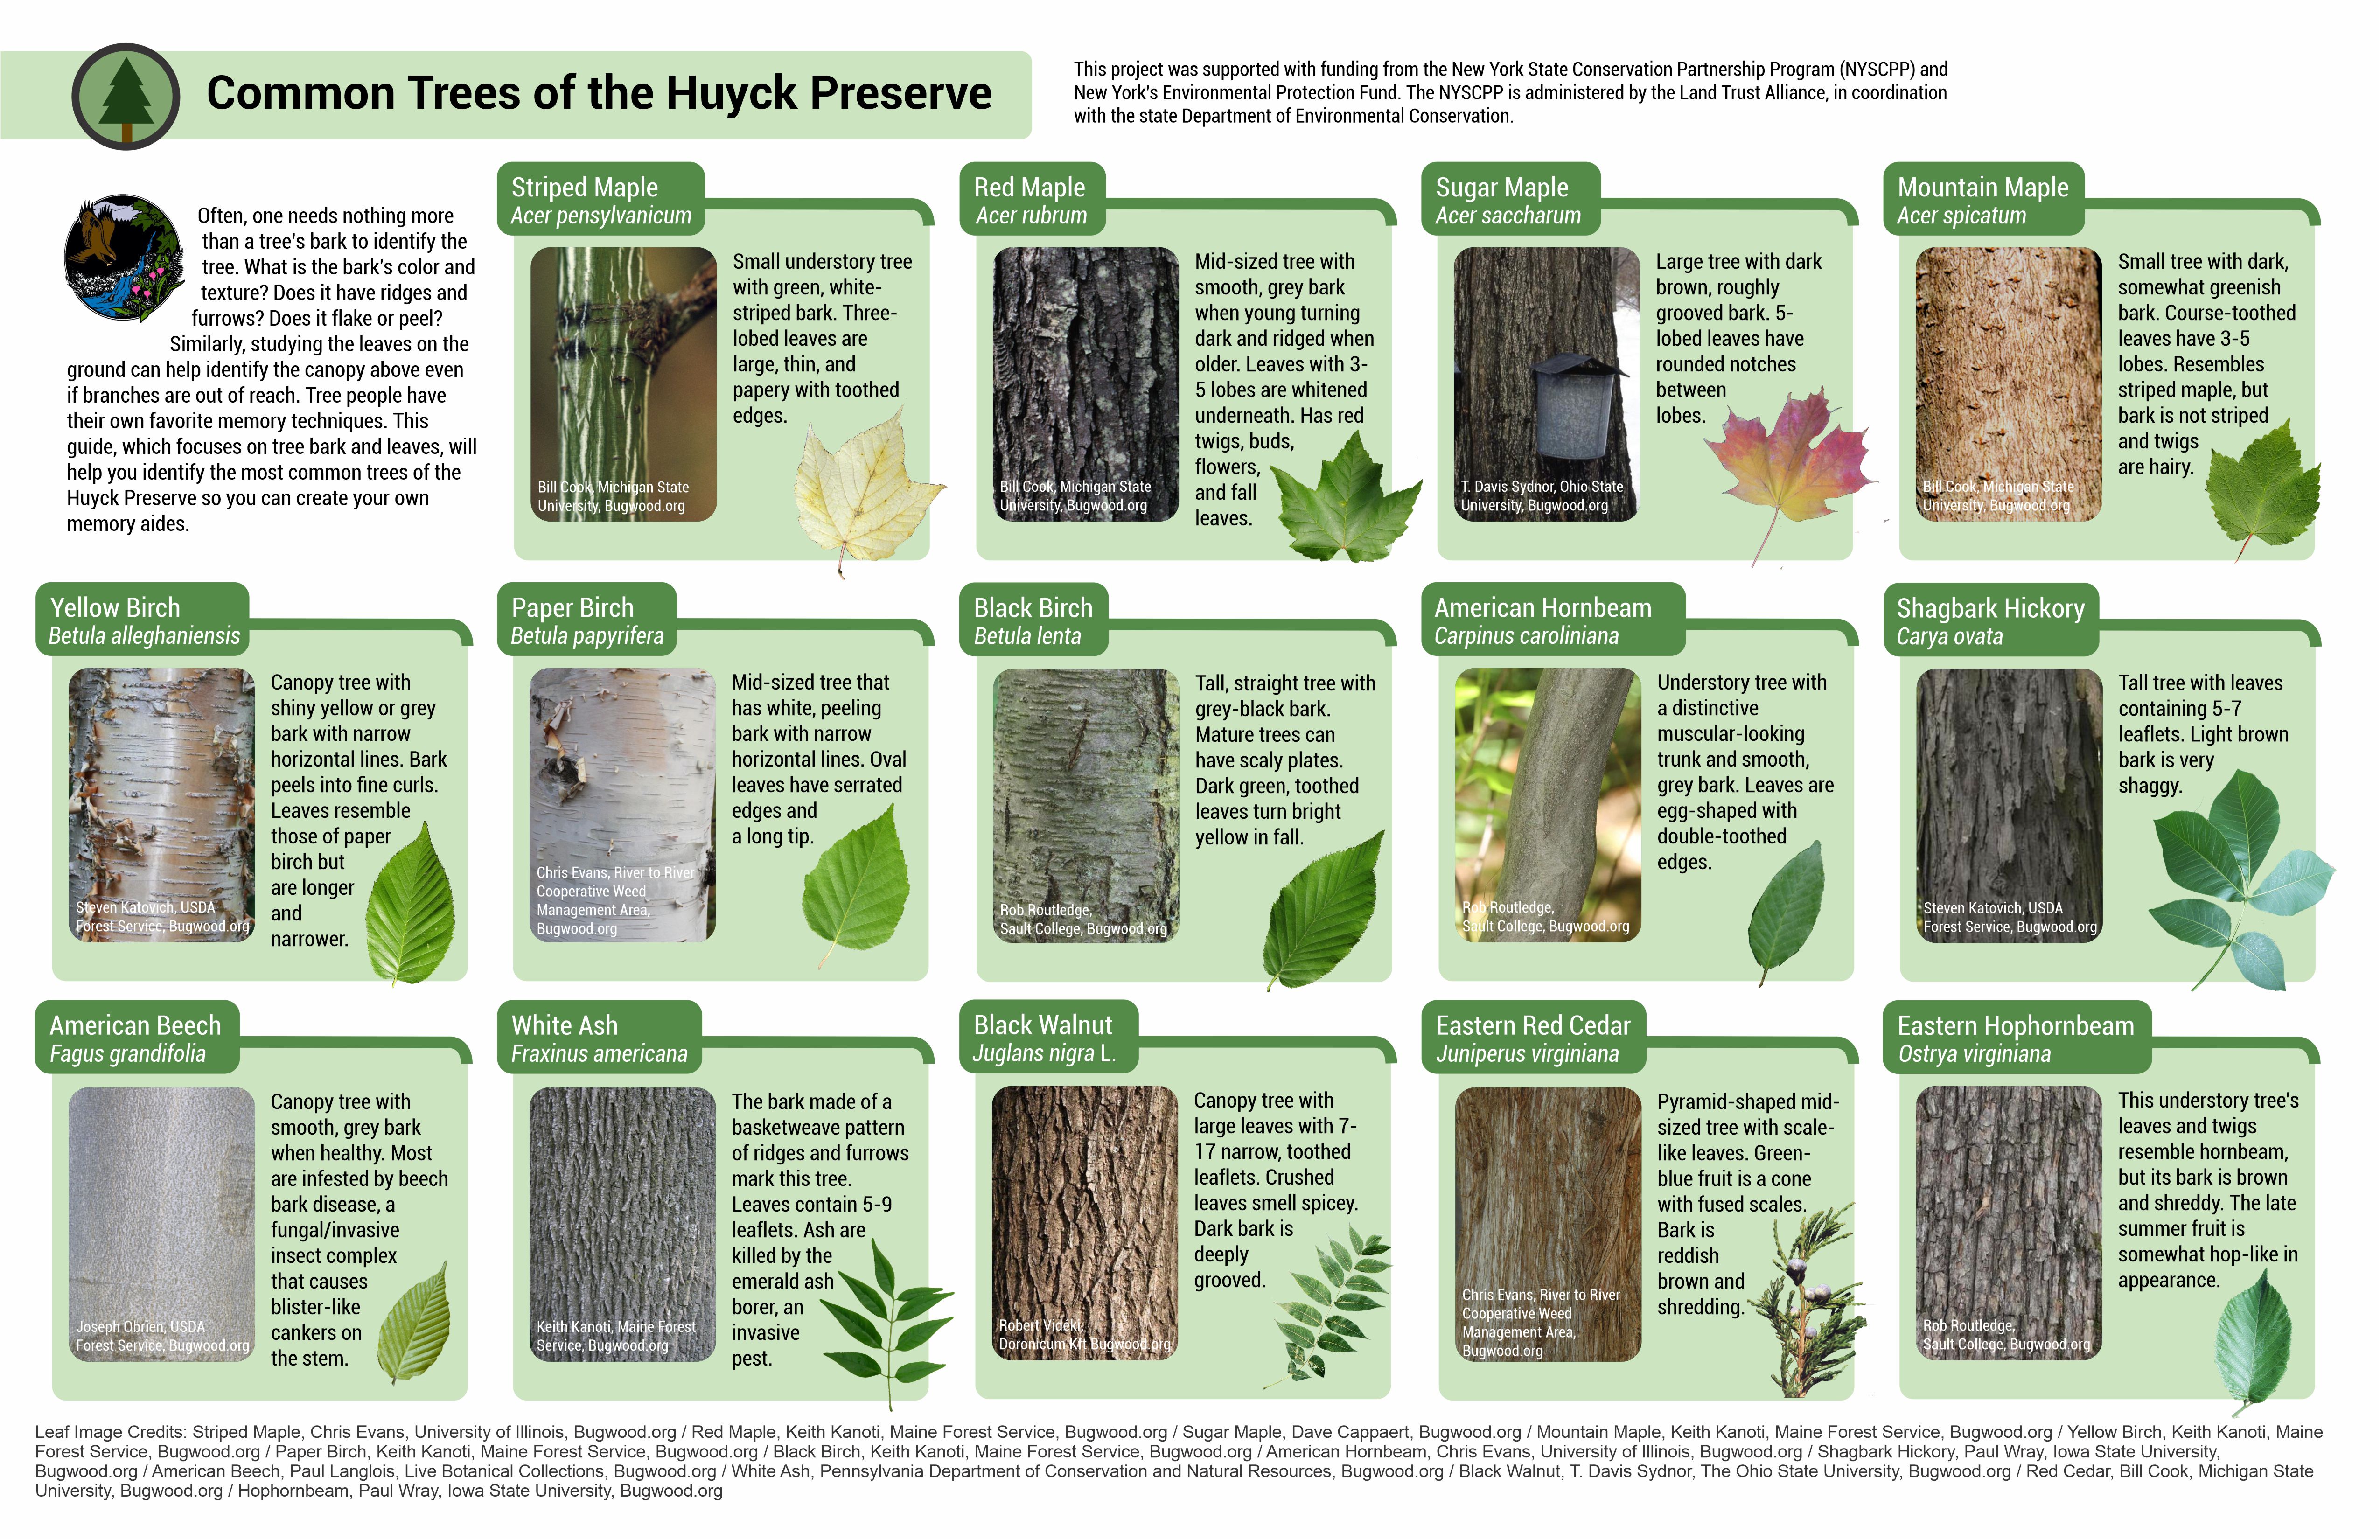 Common Trees of the Huyck Preserve
This project was supported with funding from the New York State Conservation Partnership Program (NYSCPP) and
New York's Environmental Protection Fund. The NYSCPP is administered by the Land Trust Alliance, in coordination
with the state Department of Environmental Conservation.
Often, one needs nothing more
than a tree's bark to identify the
tree. What is the bark's color and
texture? Does it have ridges and
furrows? Does it flake or peel?
Similarly, studying the leaves on the
ground can help identify the canopy above even
if branches are out of reach. Tree people have
their own favorite memory techniques. This
guide, which focuses on tree bark and leaves, will
help you identify the most common trees of the
Huyck Preserve so you can create your own
memory aides.
Striped Maple
Acer pensylvanicum
Small understory tree
with green, white-
striped bark. Three-
lobed leaves are
large, thin, and
papery with toothed
edges.
Bill Cook, Michigan State
University, Bugwood.org
Red Maple
Acer rubrum
Mid-sized tree with
smooth, grey bark
when young turning
dark and ridged when
older. Leaves with 3-
5 lobes are whitened
underneath. Has red
twigs, buds,
flowers,
and fall
leaves.
Bill Cook, Michigan State
University, Bugwood.org
Sugar Maple
Acer saccharum
Large tree with dark
brown, roughly
grooved bark. 5-
lobed leaves have
rounded notches
between
lobes.
T. Davis Sydnor, Ohio State
University, Bugwood.org
Mountain Maple
Acer spicatum
Small tree with dark,
somewhat greenish
bark. Course-toothed
leaves have 3-5
lobes. Resembles
striped maple, but
bark is not striped
and twigs
are hairy.
Bill Cook, Michigan State
University, Bugwood.org
Yellow Birch
Betula alleghaniensis
Canopy tree with
shiny yellow or grey
bark with narrow
horizontal lines. Bark
peels into fine curls.
Leaves resemble
those of paper
birch but
are longer
and
narrower.
Steven Katovich, USDA
Forest Service, Bugwood.org
Paper Birch
Betula papyrifera
Mid-sized tree that
has white, peeling
bark with narrow
horizontal lines. Oval
leaves have serrated
edges and
a long tip.
Chris Evans, River to River
Cooperative Weed
Management Area,
Bugwood.org
Black Birch
Betula lenta
Tall, straight tree with
grey-black bark.
Mature trees can
have scaly plates.
Dark green, toothed
leaves turn bright
yellow in fall.
Rob Routledge,
Sault College, Bugwood.org
American Hornbeam
Carpinus caroliniana
Understory tree with
a distinctive
muscular-looking
trunk and smooth,
grey bark. Leaves are
egg-shaped with
double-toothed
edges.
Rob Routledge,
Sault College, Bugwood.org
Shagbark Hickory
Carya ovata
Tall tree with leaves
containing 5-7
leaflets. Light brown
bark is very
shaggy.
Steven Katovich, USDA
Forest Service, Bugwood.org
American Beech
Fagus grandifolia
Canopy tree with
smooth, grey bark
when healthy. Most
are infested by beech
bark disease, a
fungal/invasive
insect complex
that causes
blister-like
cankers on
the stem.
Joseph Obrien, USDA
Forest Service, Bugwood.org
White Ash
Fraxinus americana
The bark made of a
basketweave pattern
of ridges and furrows
mark this tree.
Leaves contain 5-9
leaflets. Ash are
killed by the
emerald ash
borer, an
invasive
pest.
Keith Kanoti, Maine Forest
Service, Bugwood.org
Black Walnut
Juglans nigra L.
Canopy tree with
large leaves with 7-
17 narrow, toothed
leaflets. Crushed
leaves smell spicey.
Dark bark is
deeply
grooved.
Robert Vidéki,
Doronicum Kft Bugwood.org
Eastern Red Cedar
Juniperus virginiana
Pyramid-shaped mid-
sized tree with scale-
like leaves. Green-
blue fruit is a cone
with fused scales.
Bark is
reddish
brown and
shredding.
Chris Evans, River to River
Cooperative Weed
Management Area,
Bugwood.org
Eastern Hophornbeam
Ostrya virginiana
This understory tree's
leaves and twigs
resemble hornbeam,
but its bark is brown
and shreddy. The late
summer fruit is
somewhat hop-like in
appearance.
Rob Routledge,
Sault College, Bugwood.org
Leaf Image Credits: Striped Maple, Chris Evans, University of Illinois, Bugwood.org / Red Maple, Keith Kanoti, Maine Forest Service, Bugwood.org / Sugar Maple, Dave Cappaert, Bugwood.org / Mountain Maple, Keith Kanoti, Maine Forest Service, Bugwood.org / Yellow Birch, Keith Kanoti, Maine
Forest Service, Bugwood.org / Paper Birch, Keith Kanoti, Maine Forest Service, Bugwood.org / Black Birch, Keith Kanoti, Maine Forest Service, Bugwood.org / American Hornbeam, Chris Evans, University of Illinois, Bugwood.org / Shagbark Hickory, Paul Wray, Iowa State University,
Bugwood.org / American Beech, Paul Langlois, Live Botanical Collections, Bugwood.org / White Ash, Pennsylvania Department of Conservation and Natural Resources, Bugwood.org / Black Walnut, T. Davis Sydnor, The Ohio State University, Bugwood.org / Red Cedar, Bill Cook, Michigan State
University, Bugwood.org / Hophornbeam, Paul Wray, Iowa State University, Bugwood.org